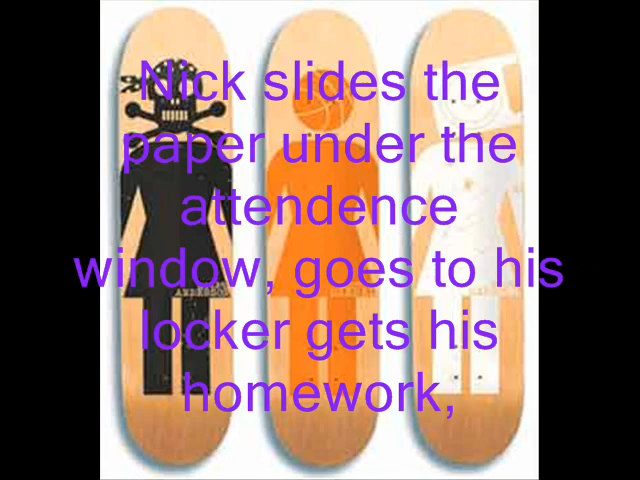 Nick slides the
paper under the
attendence
window, goes to his
locker gets his
homework,